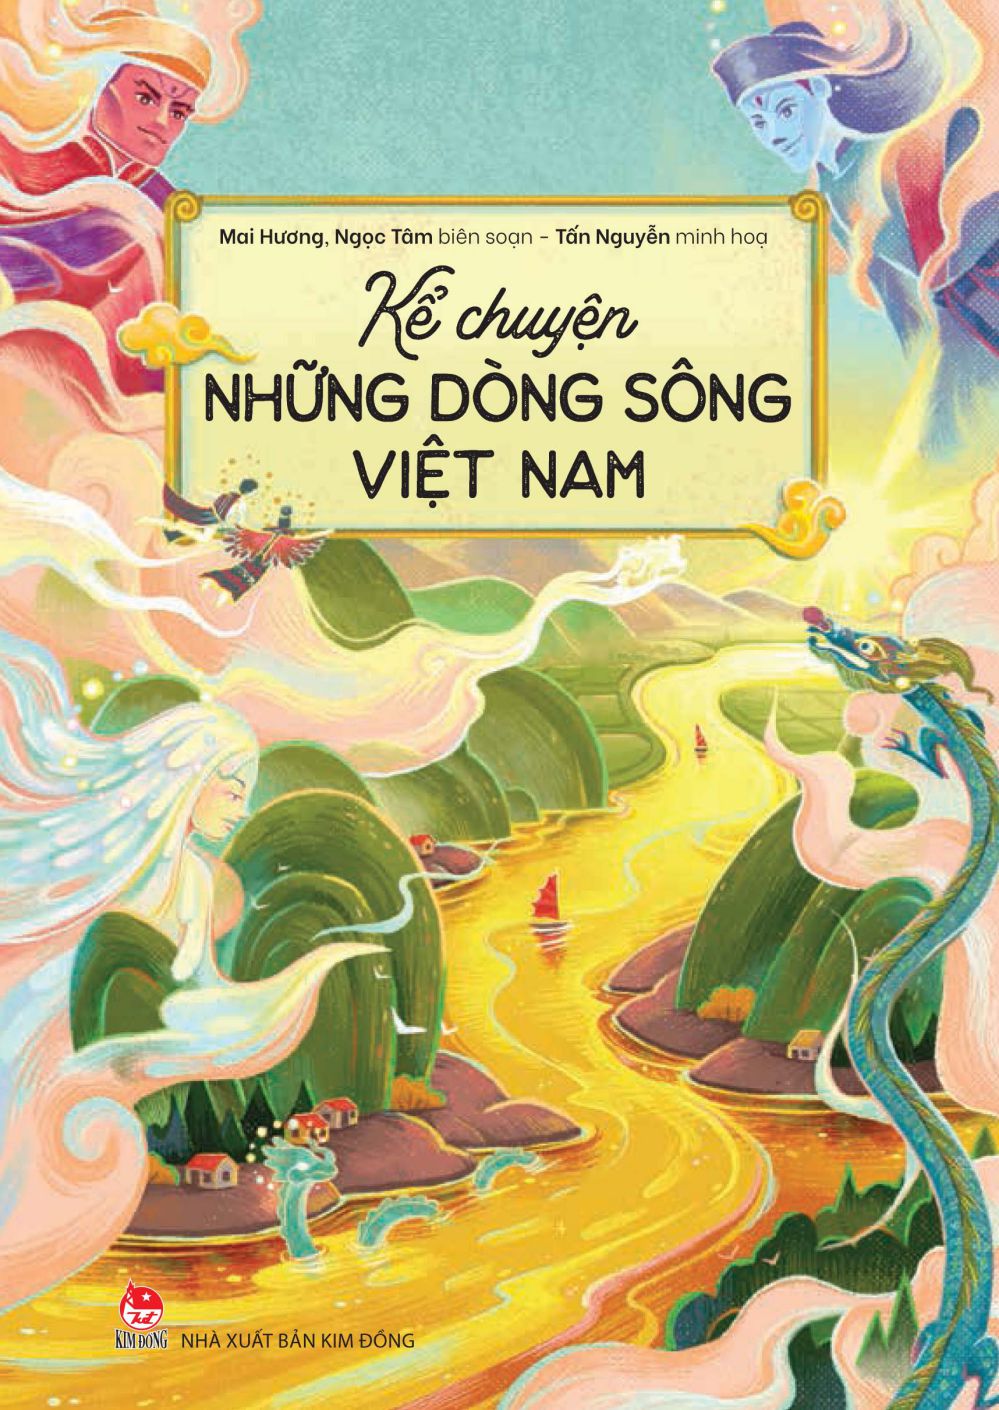 Mai Hương, Ngọc Tâm biên soạn - Tấn Nguyễn minh hoạ
Kể chuyện
NHỮNG DÒNG SÔNG
VIỆT NAM
KIM ĐỒNG
NHÀ XUẤT BẢN KIM ĐỒNG